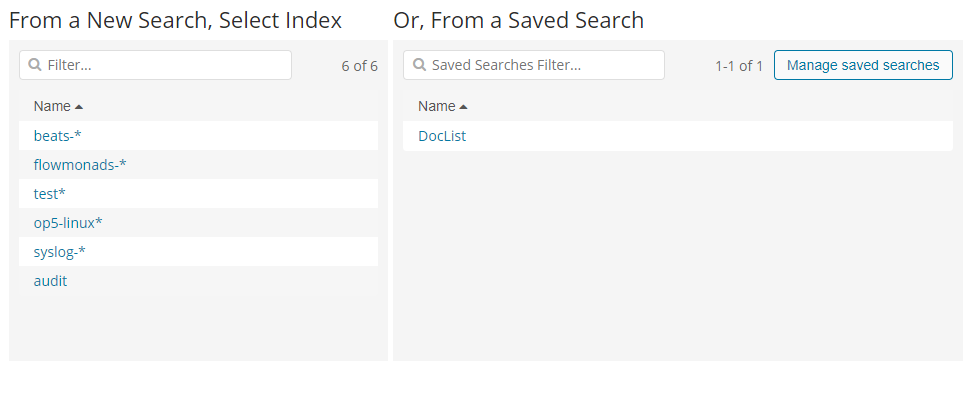 From a New Search, Select Index
Filter...
6 of 6
Name
beats-*
flowmonads-*
test*
op5-linux*
syslog-*
audit
Or, From a Saved Search
Saved Searches Filter...
1-1 of 1
Manage saved searches
Name
DocList